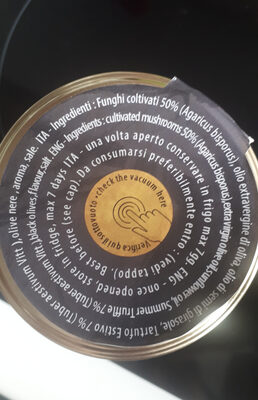 ITA - Ingredienti : Funghi coltivati 50% (Agaricus bisporus), olio extravergine di oliva, olio di semi di girasole, Tartufo Estivo 7% (Tuber aestivum Vitt.), olive nere, aroma, sale.
ENG - Ingredients : cultivated mushrooms 50% (Agaricus bisporus), extra virgin olive oil, sunflower oil, Summer Truffle 7% (Tuber aestivum Vitt.), black olives, flavour, salt.
ITA - una volta aperto conservare in frigo max 7gg ENG - once opened, store in fridge, max 7 days
Da consumarsi preferibilmente entro (vedi tappo). Best before (see cap).
check the vacuum here
Verifica qui il sottovuoto